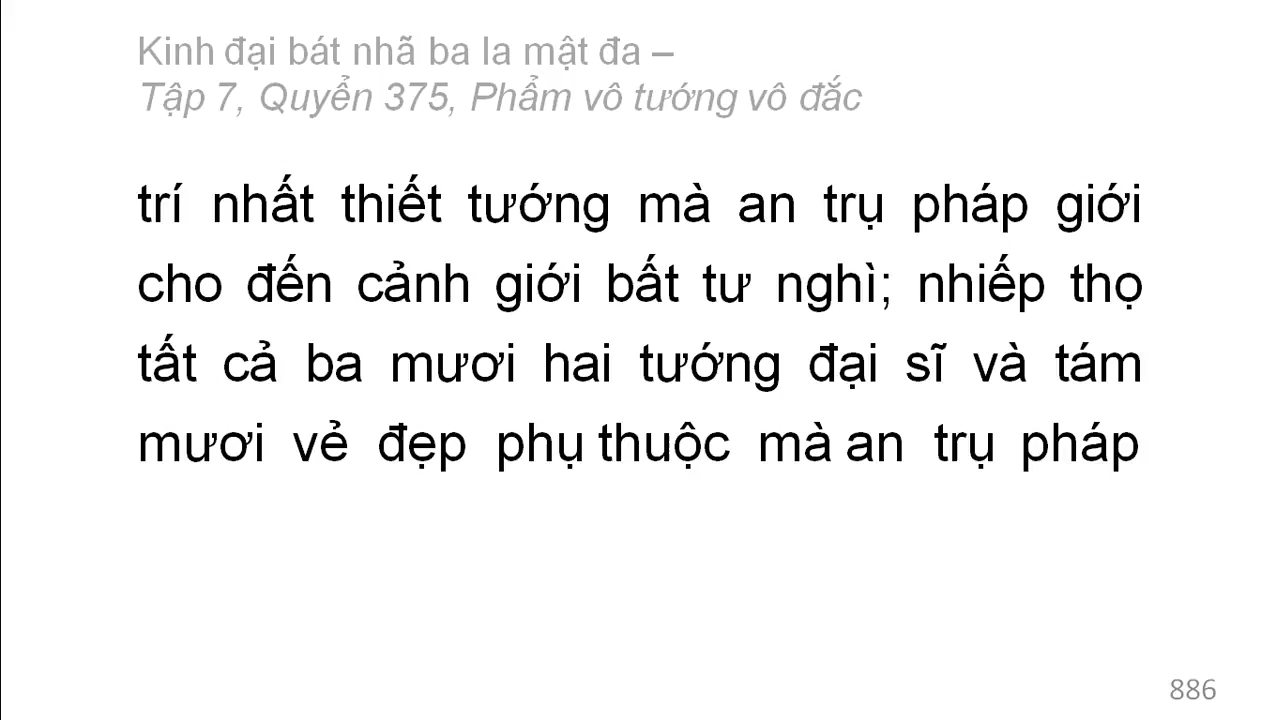 Kinh đại bát nhã ba la mật đa –
Tập 7, Quyển 375, Phẩm vô tướng vô đắc
trí nhất thiết tướng mà an trụ pháp giới
cho đến cảnh giới bất tư nghì; nhiếp thọ
tất cả ba mươi hai tướng đại sĩ và tám
mươi vẻ đẹp phụ thuộc mà an trụ pháp
886